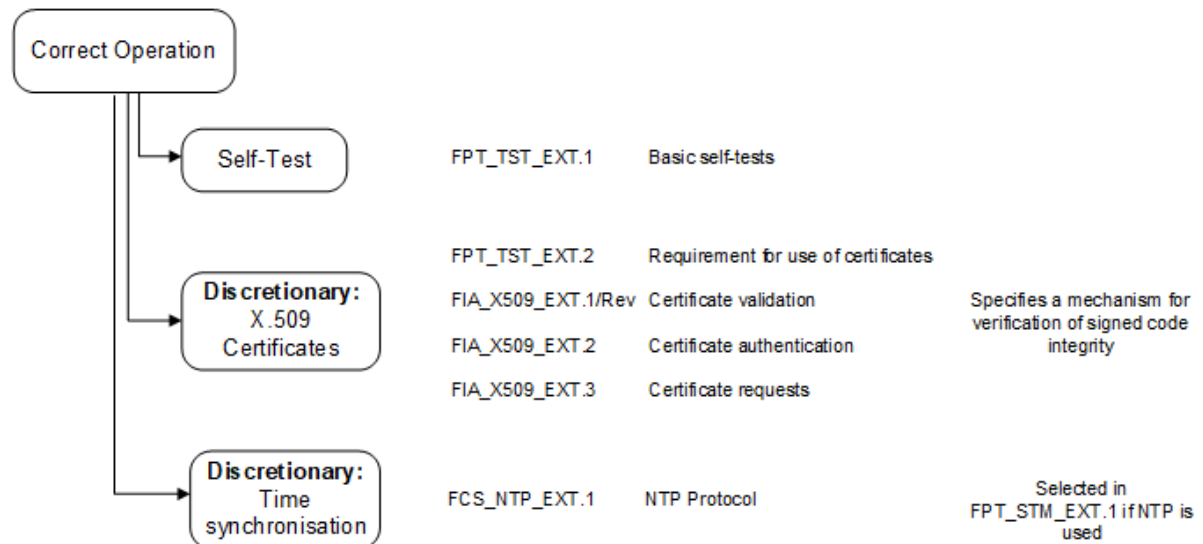 Correct Operation
Self-Test
FPT_TST_EXT.1 Basic self-tests
FPT_TST_EXT.2 Requirement for use of certificates
Discretionary:
X.509
Certificates
FIA_X509_EXT.1/Rev Certificate validation
FIA_X509_EXT.2 Certificate authentication
FIA_X509_EXT.3 Certificate requests
Specifies a mechanism for
verification of signed code
integrity
Discretionary:
Time
synchronisation
FCS_NTP_EXT.1 NTP Protocol
Selected in
FPT_STM_EXT.1 if NTP is
used